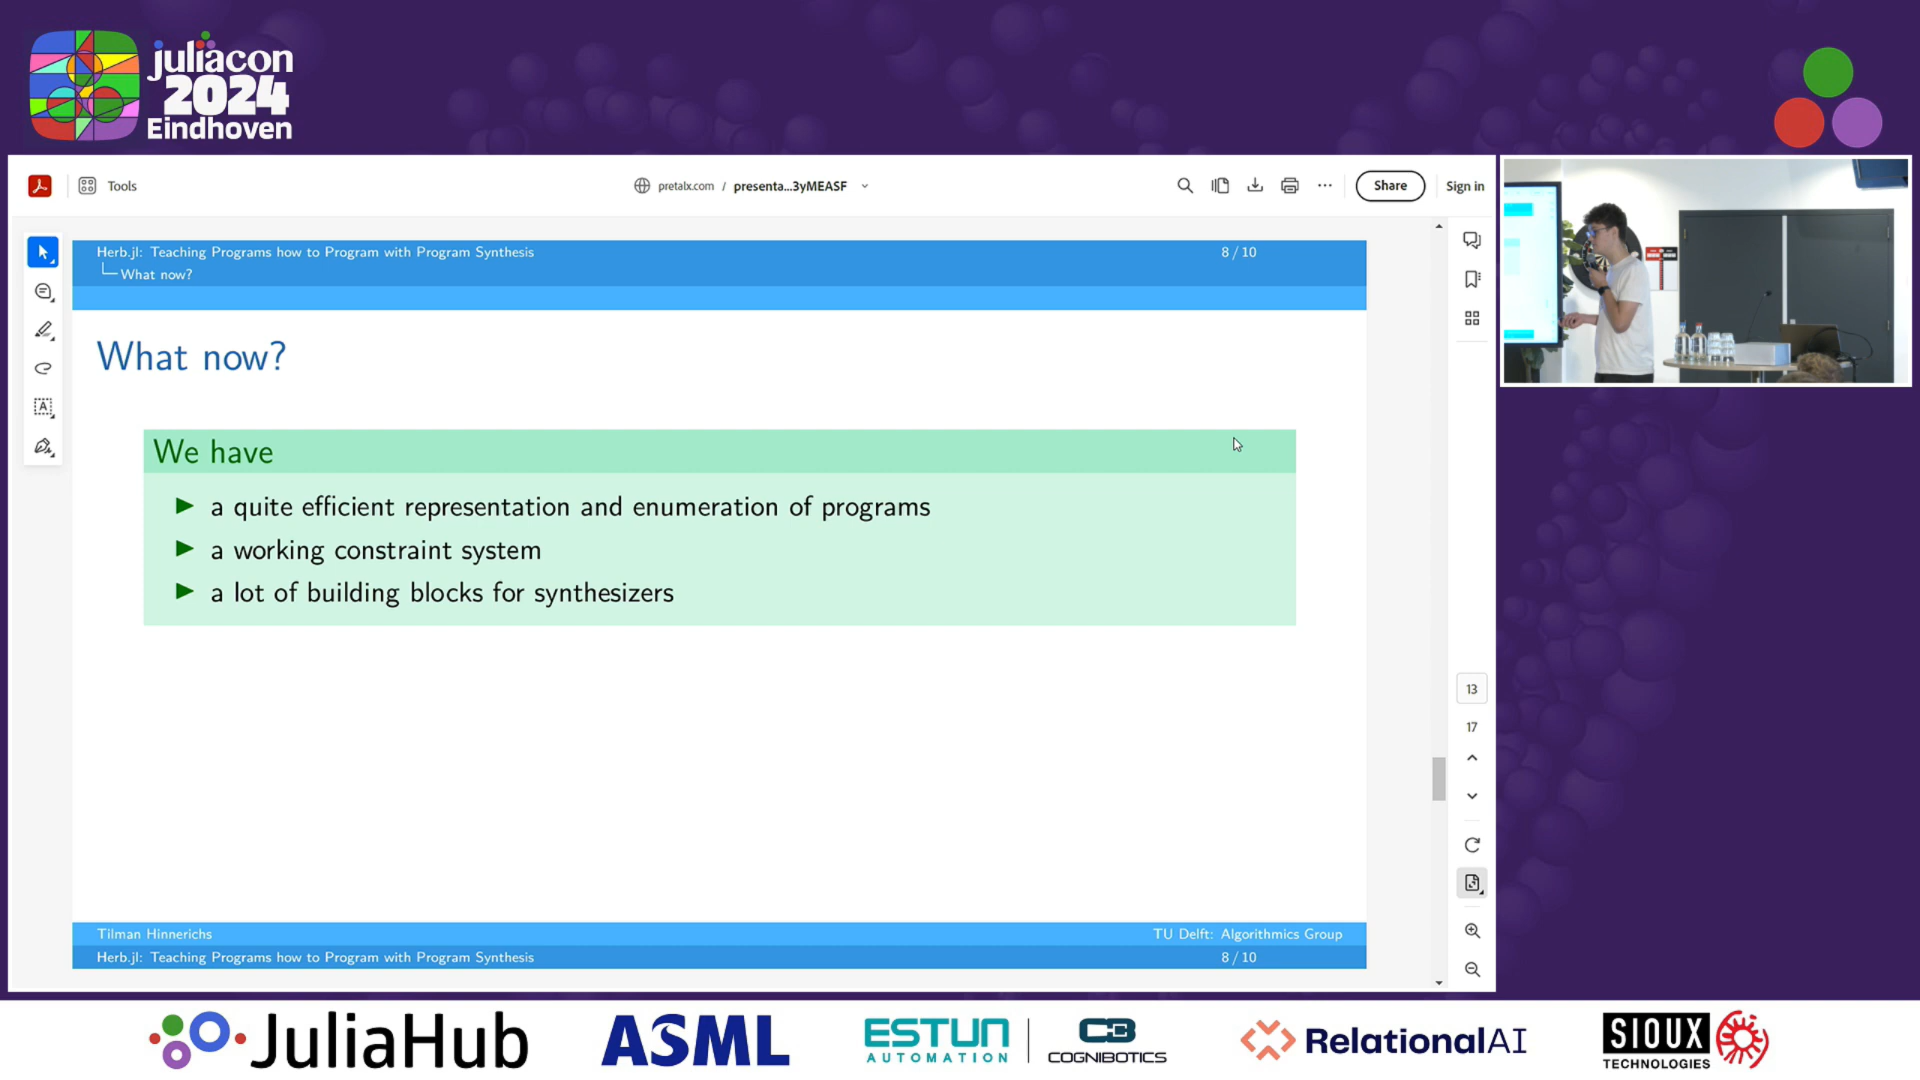 juliacon
2024
Eindhoven
Tools
pretalx.com / presenta...3yMEASF
Share
Sign in
Herb.jl: Teaching Programs how to Program with Program Synthesis
8 / 10
What now?
What now?
We have
a quite efficient representation and enumeration of programs
a working constraint system
a lot of building blocks for synthesizers
13
17
Tilman Hinnerichs
TU Delft: Algorithmics Group
Herb.jl: Teaching Programs how to Program with Program Synthesis
8 / 10
JuliaHub
ASML
ESTUN
AUTOMATION
COGNIBOTICS
RelationalAI
SIOUX
TECHNOLOGIES